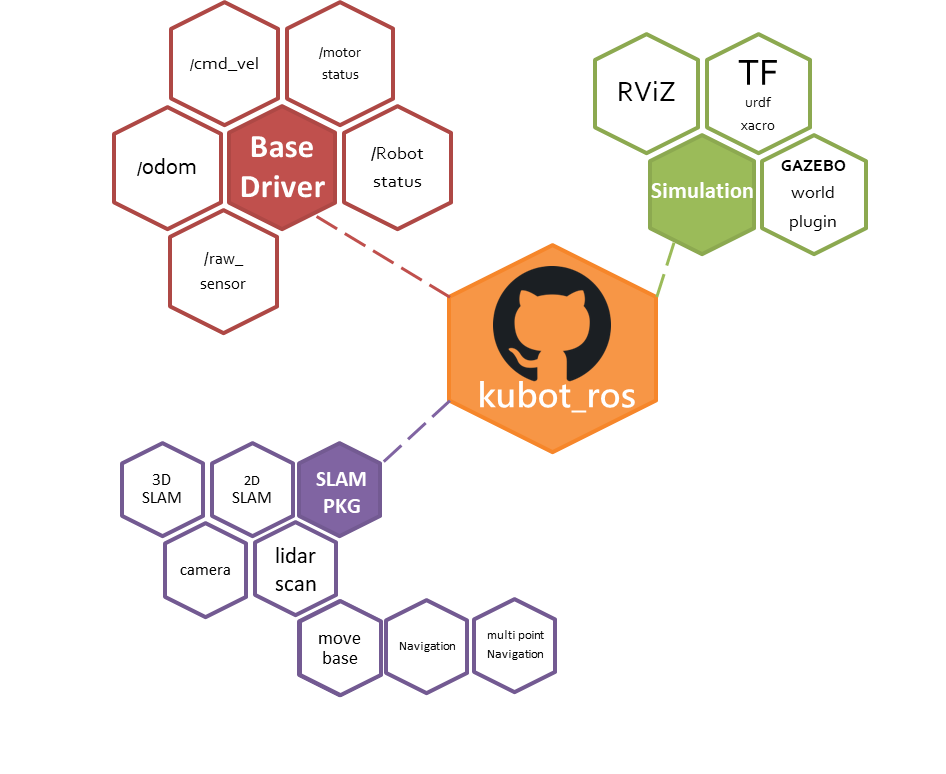 /cmd_vel
/motor
status
/odom
Base
Driver
/Robot
status
/raw_
sensor
RViZ
TF
urdf
xacro
Simulation
GAZEBO
world
plugin
kubot_ros
3D
SLAM
2D
SLAM
SLAM
PKG
camera
lidar
scan
move
base
Navigation
multi point
Navigation